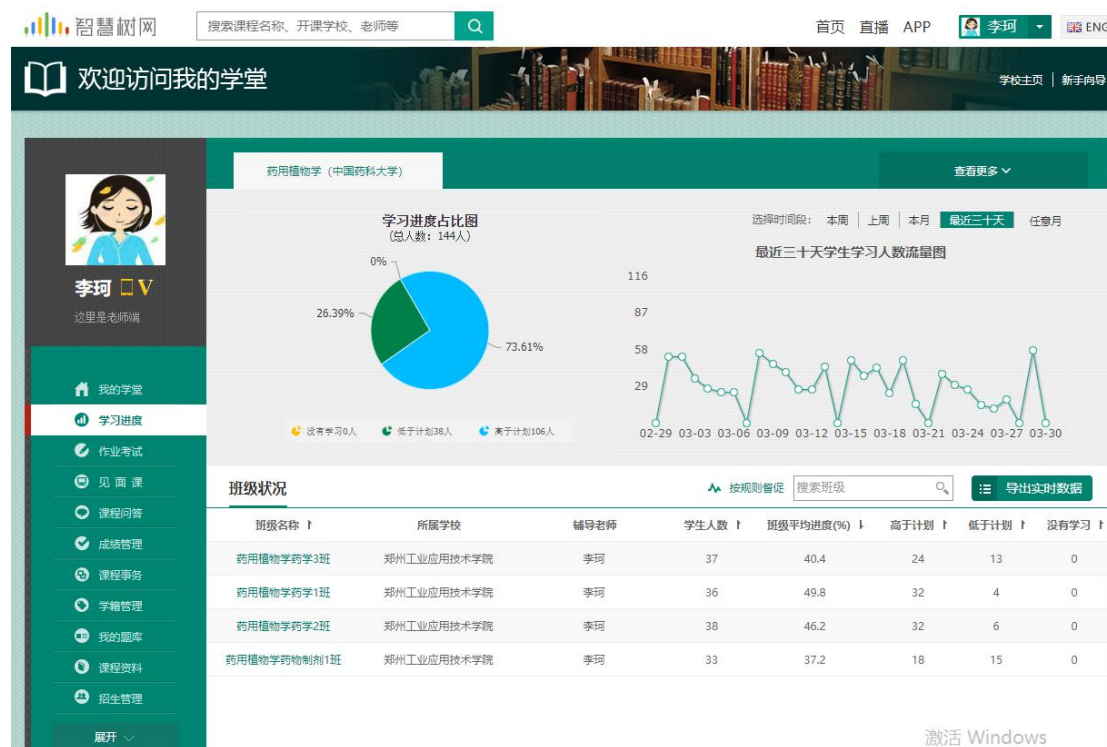 智慧树网 搜索课程名称、开课学校、老师等 首页 直播 APP 李珂 ENG
欢迎访问我的学堂 学校主页 | 新手向导
药用植物学（中国药科大学） 查看更多
李珂 V
这里是老师端
学习进度占比图
(总人数：144人)
0%
26.39%
73.61%
没有学习0人 低于计划38人 高于计划106人
选择时间段： 本周 | 上周 | 本月 最近三十天 任意月
最近三十天学生学习人数流量图
116
87
58
29
02-29 03-03 03-06 03-09 03-12 03-15 03-18 03-21 03-24 03-27 03-30
我的学堂
学习进度
作业考试
见面课
课程问答
成绩管理
课程事务
学籍管理
我的题库
课程资料
招生管理
展开
班级状况 按规则督促 搜索班级 导出实时数据
班级名称 所属学校 辅导老师 学生人数 班级平均进度(%) 高于计划 低于计划 没有学习
药用植物学药学3班 郑州工业应用技术学院 李珂 37 40.4 24 13 0
药用植物学药学1班 郑州工业应用技术学院 李珂 36 49.8 32 4 0
药用植物学药学2班 郑州工业应用技术学院 李珂 38 46.2 32 6 0
药用植物学药物制剂1班 郑州工业应用技术学院 李珂 33 37.2 18 15 0
激活 Windows